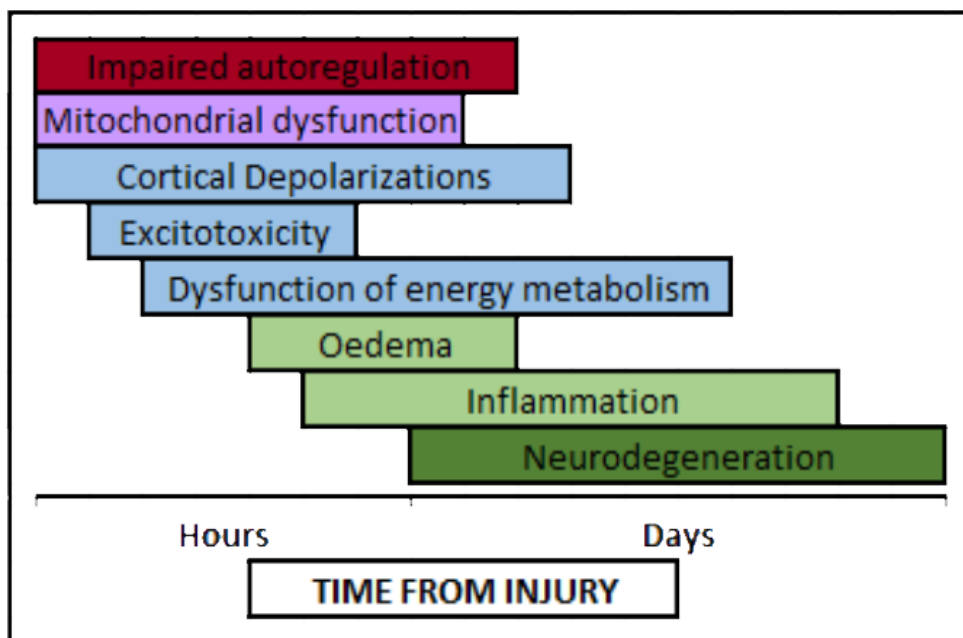 Impaired autoregulation
Mitochondrial dysfunction
Cortical Depolarizations
Excitotoxicity
Dysfunction of energy metabolism
Oedema
Inflammation
Neurodegeneration
Hours Days
TIME FROM INJURY